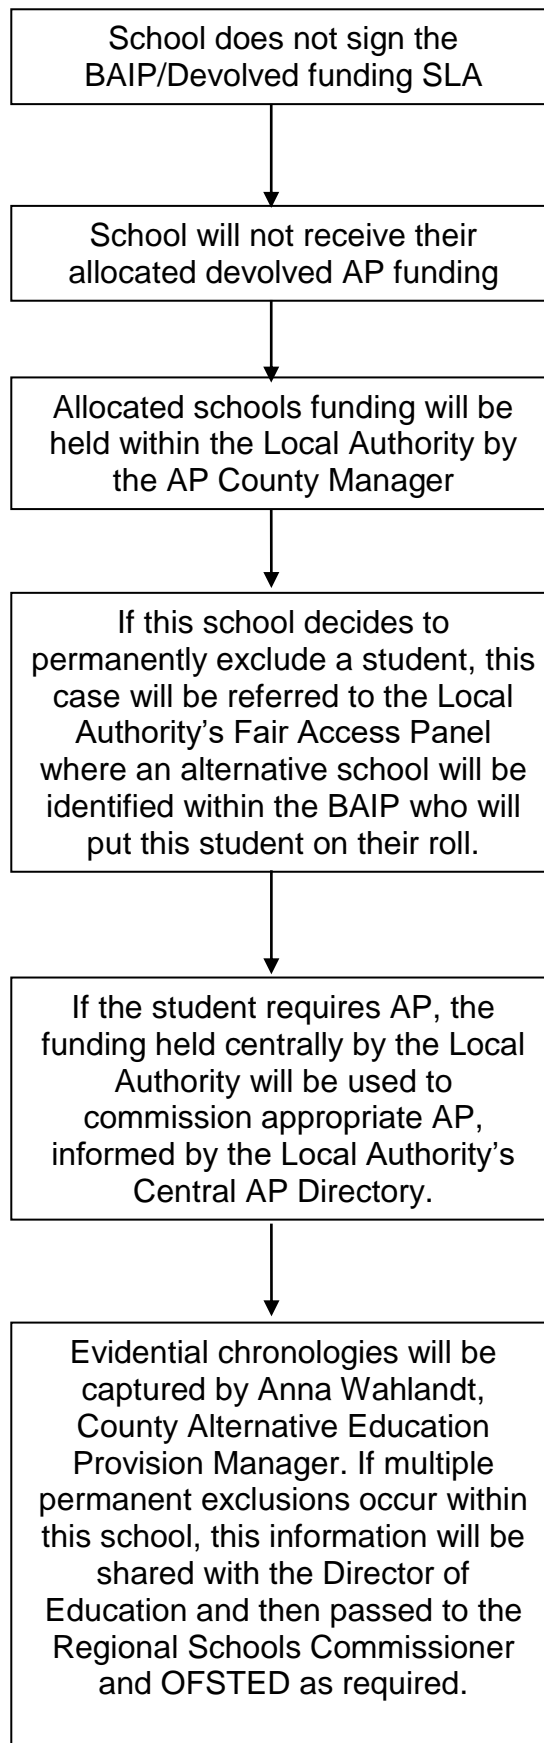 School does not sign the
BAIP/Devolved funding SLA
School will not receive their
allocated devolved AP funding
Allocated schools funding will be
held within the Local Authority by
the AP County Manager
If this school decides to
permanently exclude a student, this
case will be referred to the Local
Authority’s Fair Access Panel
where an alternative school will be
identified within the BAIP who will
put this student on their roll.
If the student requires AP, the
funding held centrally by the Local
Authority will be used to
commission appropriate AP,
informed by the Local Authority’s
Central AP Directory.
Evidential chronologies will be
captured by Anna Wahlandt,
County Alternative Education
Provision Manager. If multiple
permanent exclusions occur within
this school, this information will be
shared with the Director of
Education and then passed to the
Regional Schools Commissioner
and OFSTED as required.